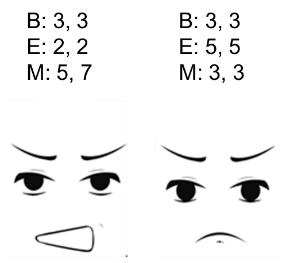 B: 3, 3
E: 2, 2
M: 5, 7
B: 3, 3
E: 5, 5
M: 3, 3